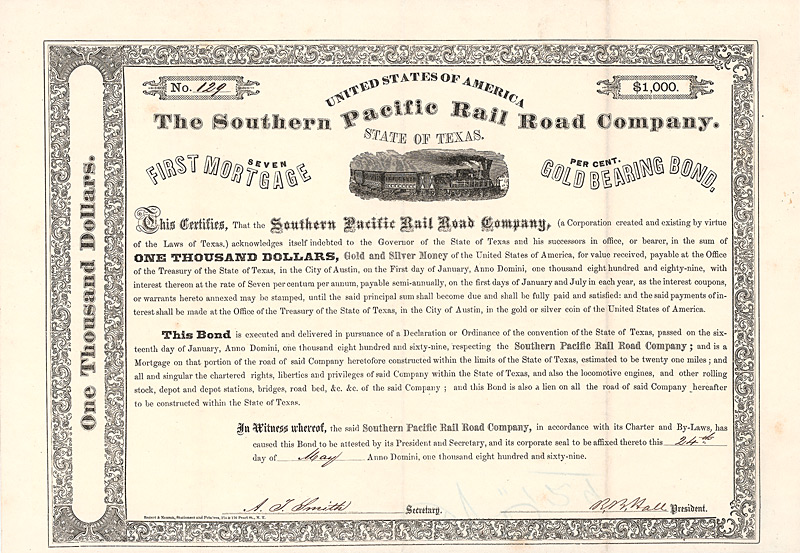 No. 129
UNITED STATES OF AMERICA
$1,000.
The Southern Pacific Rail Road Company.
STATE OF TEXAS.
FIRST MORTGAGE SEVEN PER CENT. GOLD BEARING BOND,
One Thousand Dollars.
This Certifies, That the Southern Pacific Rail Road Company, (a Corporation created and existing by virtue
of the Laws of Texas,) acknowledges itself indebted to the Governor of the State of Texas and his successors in office, or bearer, in the sum of
ONE THOUSAND DOLLARS, Gold and Silver Money of the United States of America, for value received, payable at the Office
of the Treasury of the State of Texas, in the City of Austin, on the First day of January, Anno Domini, one thousand eight hundred and eighty-nine, with
interest thereon at the rate of Seven per centum per annum, payable semi-annually, on the first days of January and July in each year, as the interest coupons,
or warrants hereto annexed may be stamped, until the said principal sum shall become due and shall be fully paid and satisfied: and the said payments of in-
terest shall be made at the Office of the Treasury of the State of Texas, in the City of Austin, in the gold or silver coin of the United States of America.
This Bond is executed and delivered in pursuance of a Declaration or Ordinance of the convention of the State of Texas, passed on the six-
teenth day of January, Anno Domini, one thousand eight hundred and sixty-nine, respecting the Southern Pacific Rail Road Company; and is a
Mortgage on that portion of the road of said Company heretofore constructed within the limits of the State of Texas, estimated to be twenty one miles; and
all and singular the chartered rights, liberties and privileges of said Company within the State of Texas, and also the locomotive engines, and other rolling
stock, depot and depot stations, bridges, road bed, &c. &c. of the said Company; and this Bond is also a lien on all the road of said Company hereafter
to be constructed within the State of Texas.
In Witness whereof, the said Southern Pacific Rail Road Company, in accordance with its Charter and By-Laws, has
caused this Bond to be attested by its President and Secretary, and its corporate seal to be affixed hereto this 24th
day of May Anno Domini, one thousand eight hundred and sixty-nine.
A. T. Smith Secretary. R. B. Hall President.